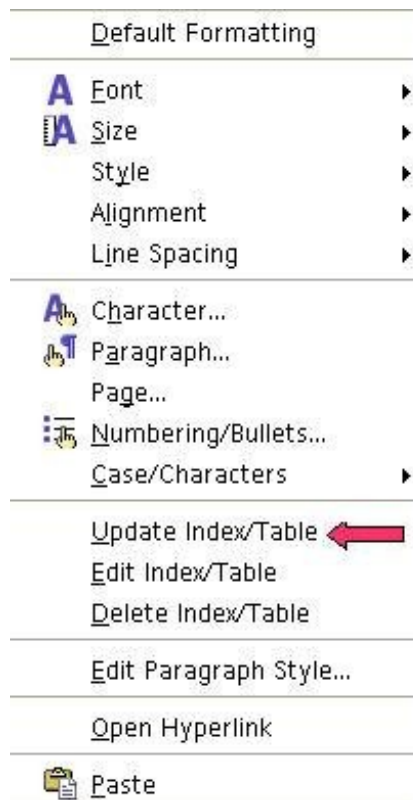 Default Formatting
Font
Size
Style
Alignment
Line Spacing
Character...
Paragraph...
Page...
Numbering/Bullets...
Case/Characters
Update Index/Table
Edit Index/Table
Delete Index/Table
Edit Paragraph Style...
Open Hyperlink
Paste